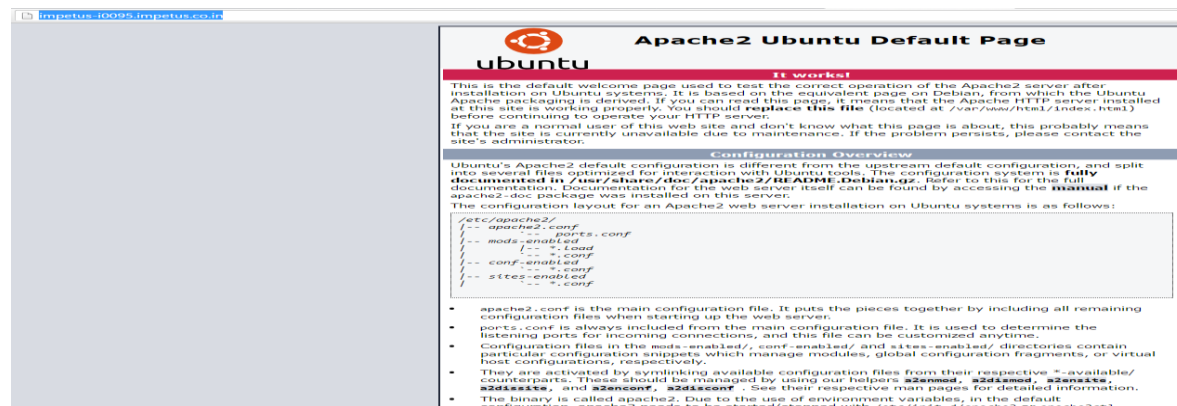 impetus-i0095.impetus.co.in
ubuntu
Apache2 Ubuntu Default Page
It works!
This is the default welcome page used to test the correct operation of the Apache2 server after
installation on Ubuntu systems. It is based on the equivalent page on Debian, from which the Ubuntu
Apache packaging is derived. If you can read this page, it means that the Apache HTTP server installed
at this site is working properly. You should replace this file (located at /var/www/html/index.html)
before continuing to operate your HTTP server.
If you are a normal user of this web site and don't know what this page is about, this probably means
that the site is currently unavailable due to maintenance. If the problem persists, please contact the
site's administrator.
Configuration Overview
Ubuntu's Apache2 default configuration is different from the upstream default configuration, and split
into several files optimized for interaction with Ubuntu tools. The configuration system is fully
documented in /usr/share/doc/apache2/README.Debian.gz. Refer to this for the full
documentation. Documentation for the web server itself can be found by accessing the manual if the
apache2-doc package was installed on this server.
The configuration layout for an Apache2 web server installation on Ubuntu systems is as follows:
/etc/apache2/
|-- apache2.conf
|       `--  ports.conf
|-- mods-enabled
|       |-- *.load
|       `-- *.conf
|-- conf-enabled
|       `-- *.conf
|-- sites-enabled
|       `-- *.conf
• apache2.conf is the main configuration file. It puts the pieces together by including all remaining
configuration files when starting up the web server.
• ports.conf is always included from the main configuration file. It is used to determine the
listening ports for incoming connections, and this file can be customized anytime.
• Configuration files in the mods-enabled/, conf-enabled/ and sites-enabled/ directories contain
particular configuration snippets which manage modules, global configuration fragments, or virtual
host configurations, respectively.
• They are activated by symlinking available configuration files from their respective *-available/
counterparts. These should be managed by using our helpers a2enmod, a2dismod, a2ensite,
a2dissite, and a2enconf, a2disconf . See their respective man pages for detailed information.
• The binary is called apache2. Due to the use of environment variables, in the default